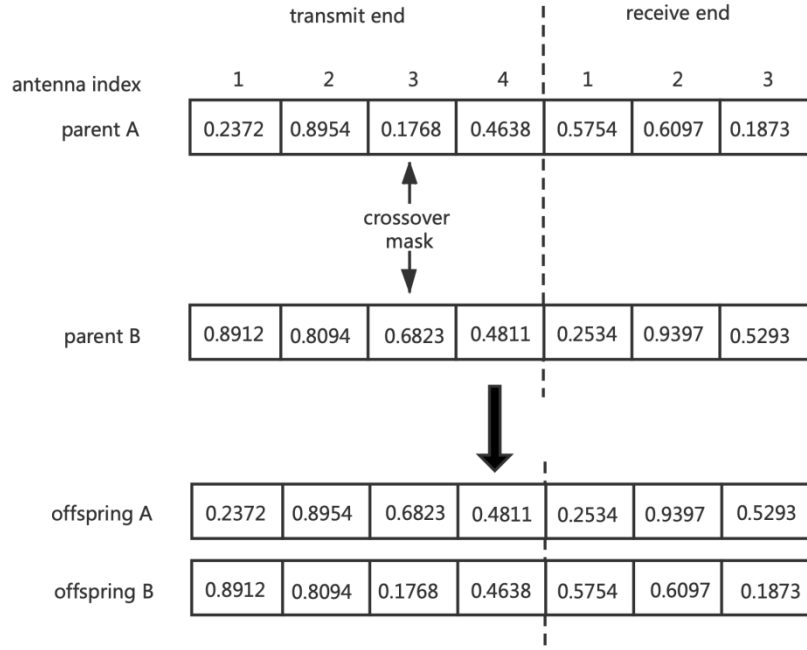 transmit end receive end
antenna index 1 2 3 4 1 2 3
parent A 0.2372 0.8954 0.1768 0.4638 0.5754 0.6097 0.1873
crossover
mask
parent B 0.8912 0.8094 0.6823 0.4811 0.2534 0.9397 0.5293
offspring A 0.2372 0.8954 0.6823 0.4811 0.2534 0.9397 0.5293
offspring B 0.8912 0.8094 0.1768 0.4638 0.5754 0.6097 0.1873